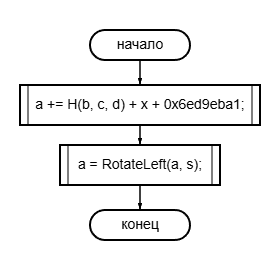 начало
a += H(b, c, d) + x + 0x6ed9eba1;
a = RotateLeft(a, s);
конец